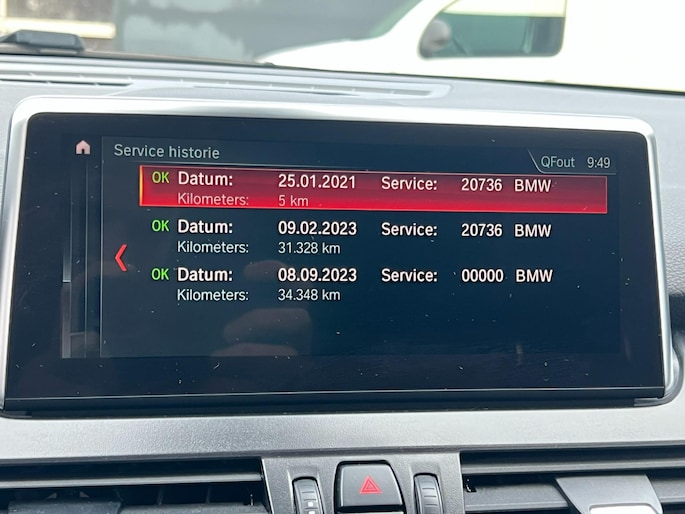 Service historie
QFout 9:49
OK Datum: 25.01.2021 Service: 20736 BMW
Kilometers: 5 km
OK Datum: 09.02.2023 Service: 20736 BMW
Kilometers: 31.328 km
OK Datum: 08.09.2023 Service: 00000 BMW
Kilometers: 34.348 km